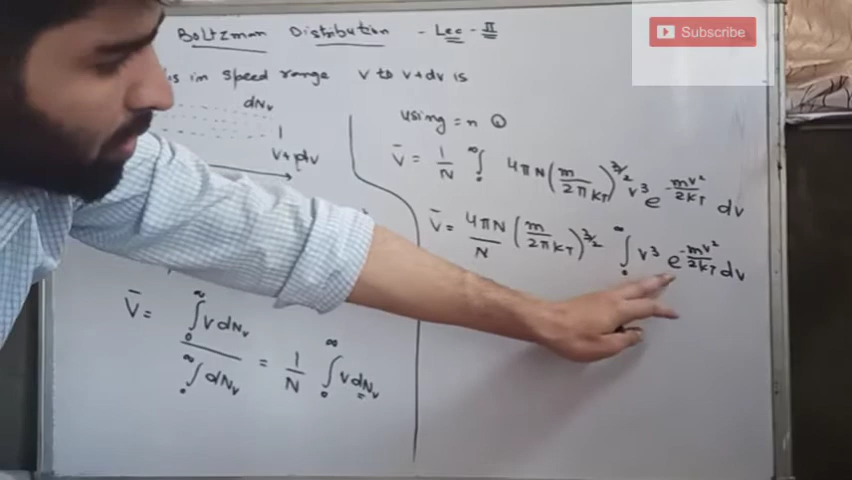 Boltzman Distribution - Lec - II
Subscribe
in speed range v to v+dv is
dNv
v+dv
using = n ①
v̄ = 1/N ∫₀^∞ 4πN (m/2πkT)^3/2 v³ e^-mv²/2kT dv
v̄ = 4πN/N (m/2πkT)^3/2 ∫₀^∞ v³ e^-mv²/2kT dv
v̄ = ∫₀^∞ v dNv / ∫₀^∞ dNv = 1/N ∫₀^∞ v dNv